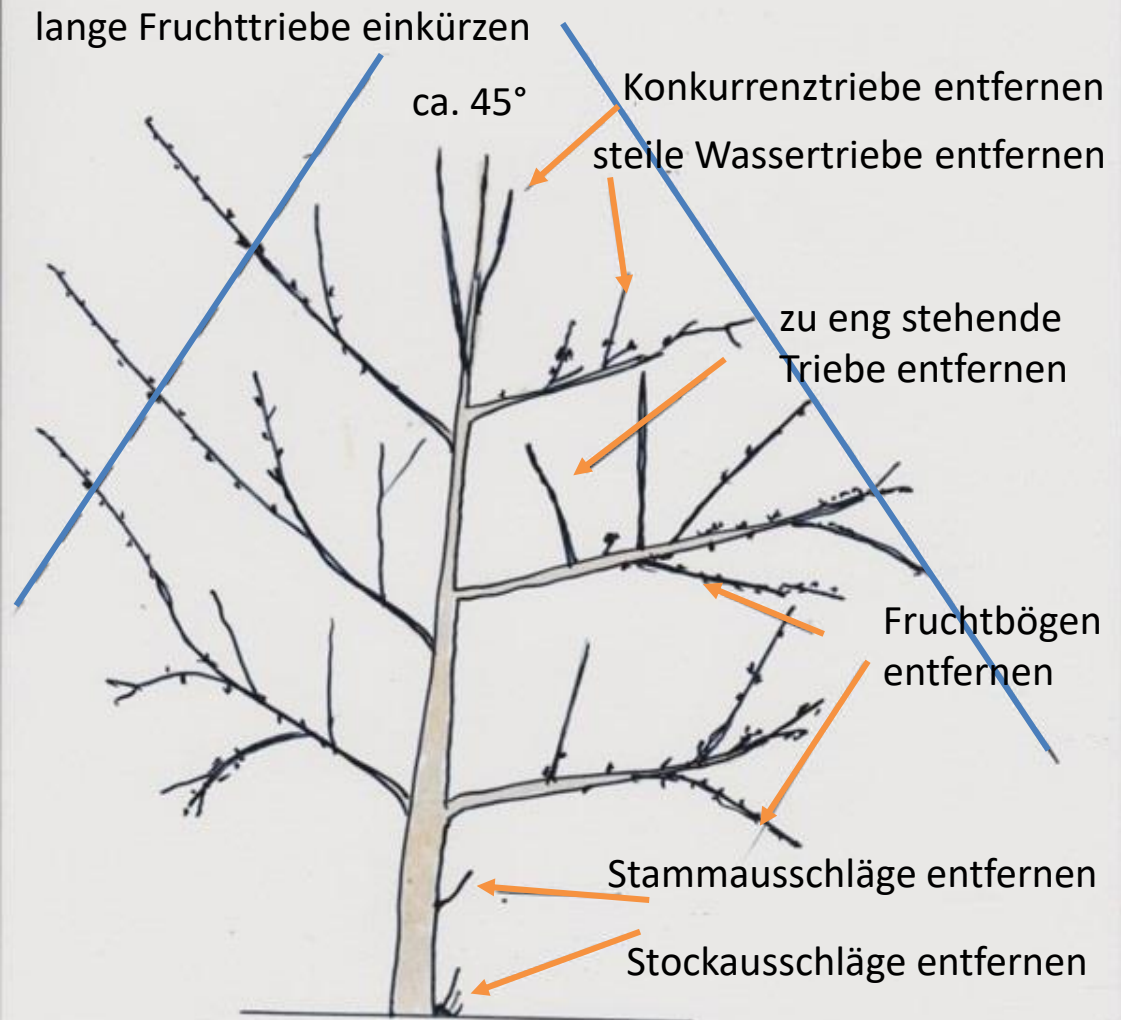 lange Fruchttriebe einkürzen
ca. 45°
Konkurrenztriebe entfernen
steile Wassertriebe entfernen
zu eng stehende
Triebe entfernen
Fruchtbögen
entfernen
Stammausschläge entfernen
Stockausschläge entfernen